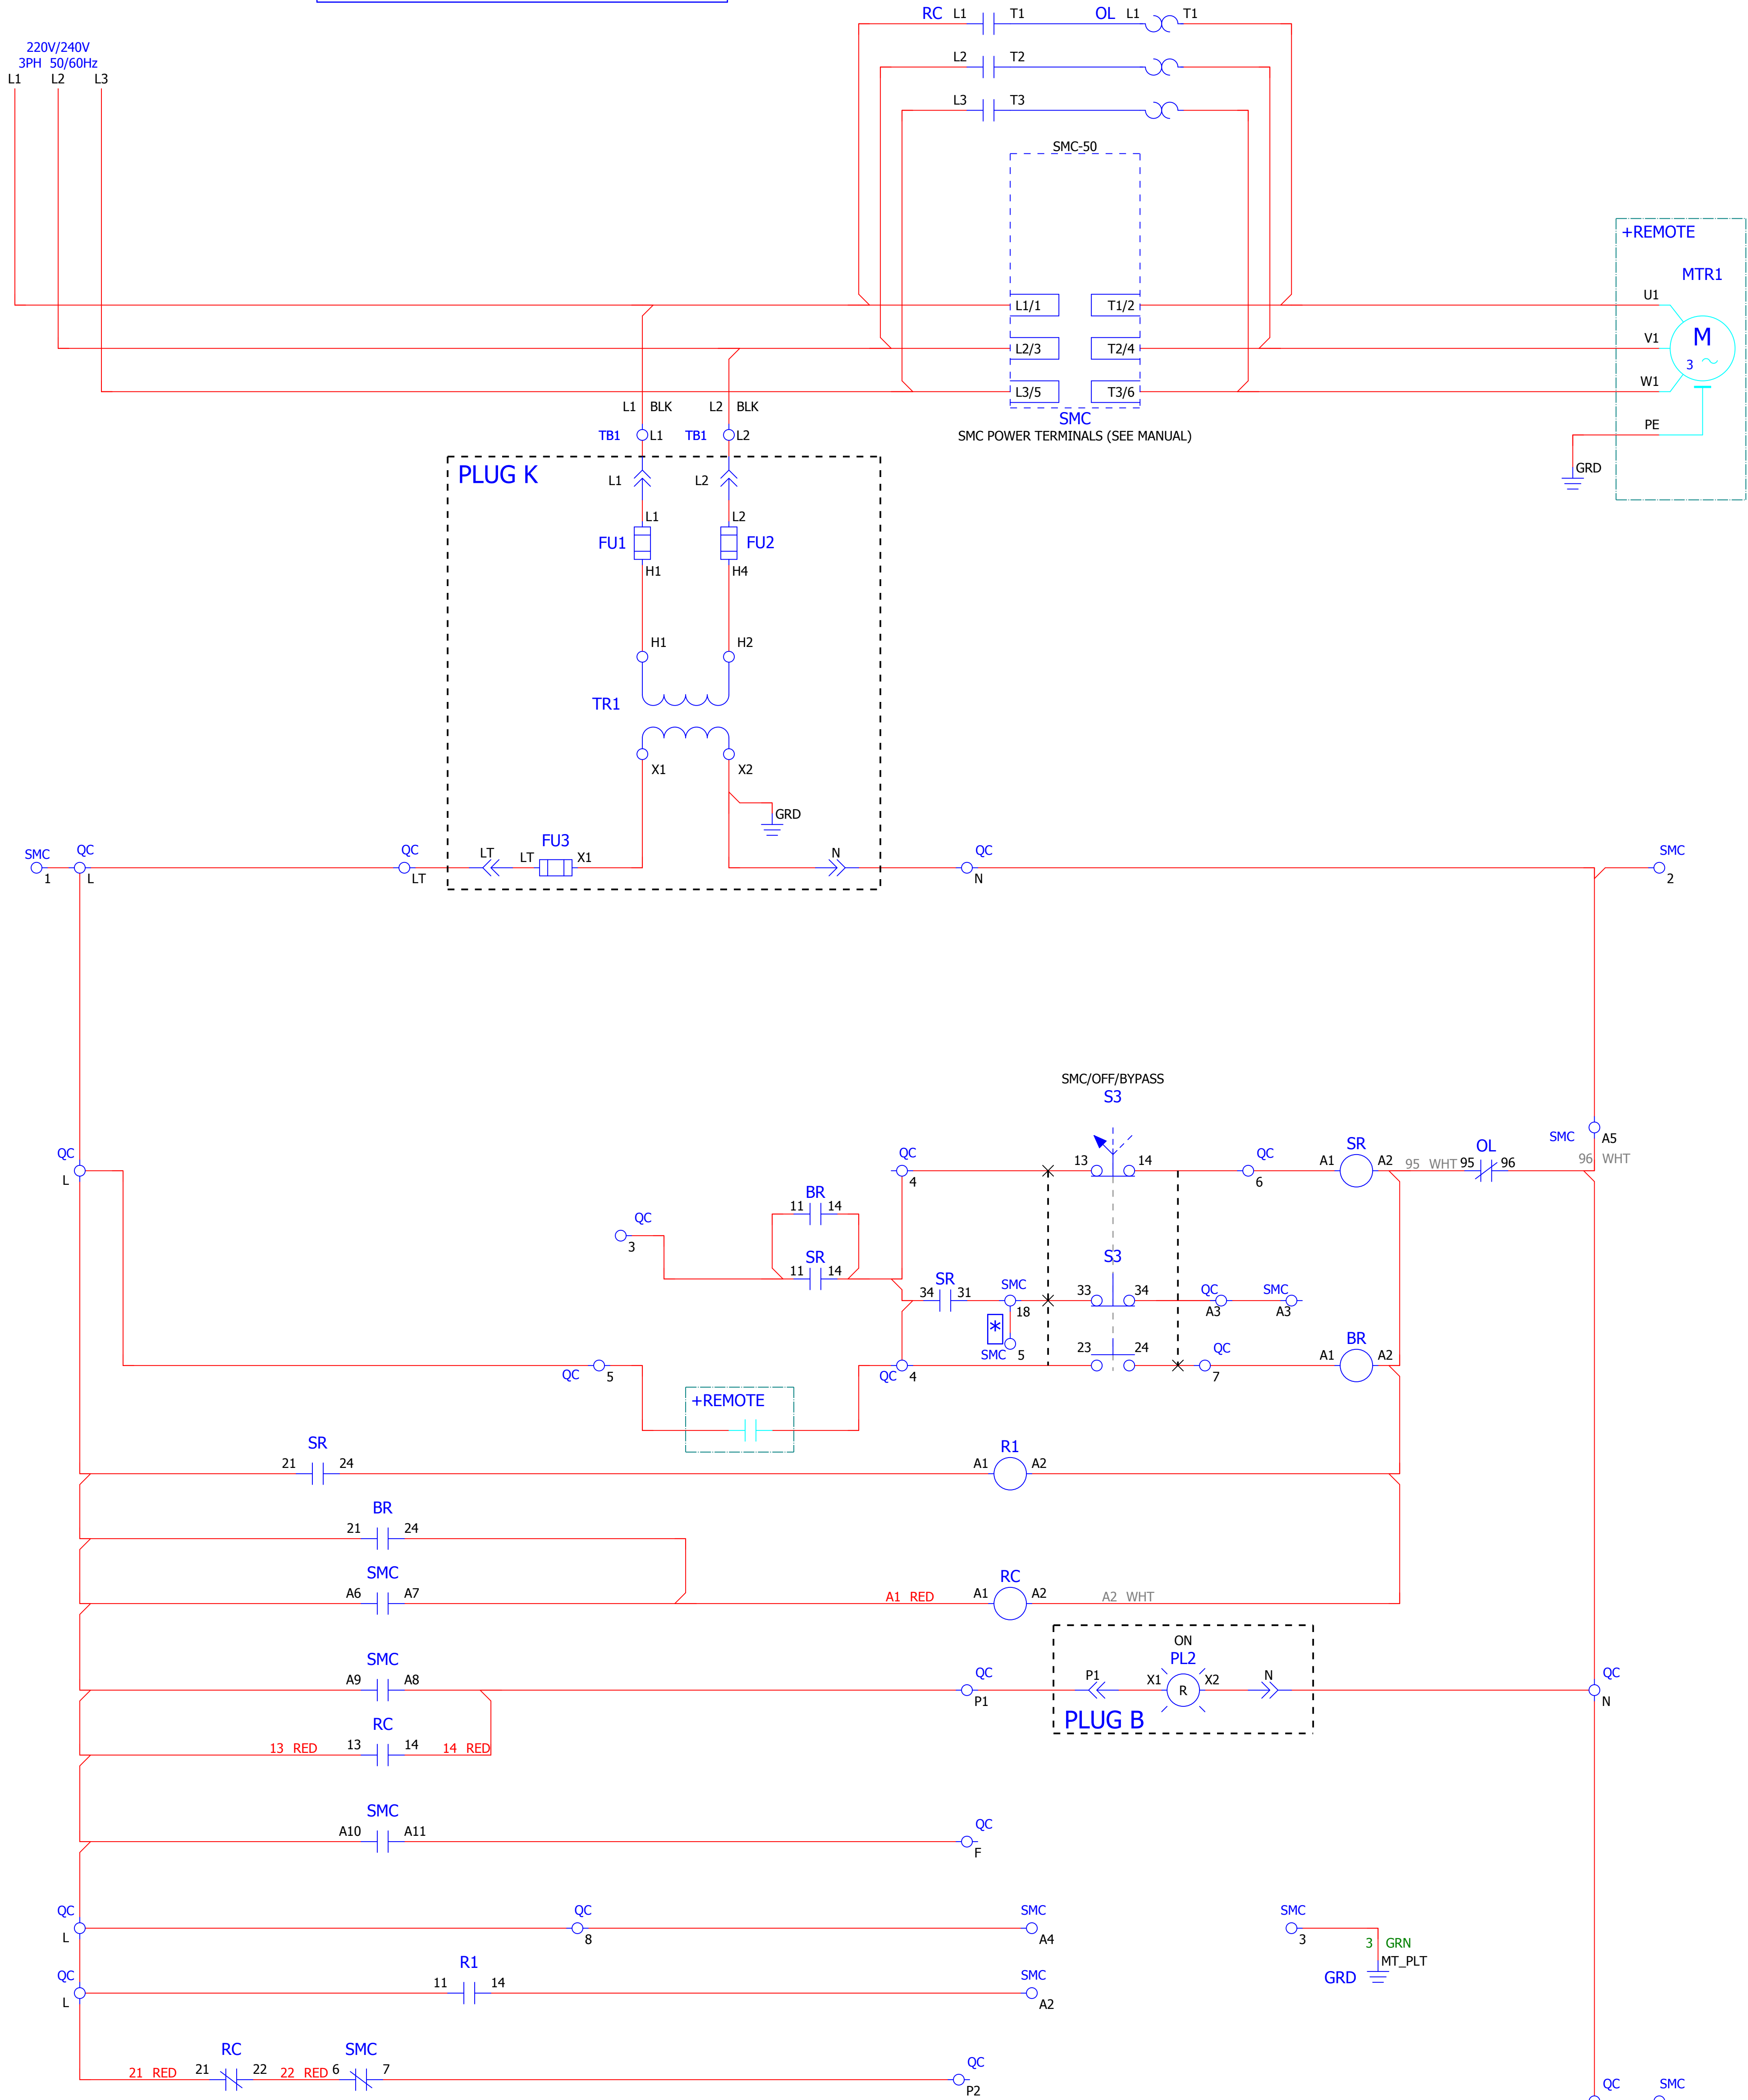 RC L1 T1 OL L1 T1
220V/240V
3PH 50/60Hz
L1 L2 L3
L2 T2
L3 T3
SMC-50
+REMOTE
MTR1
L1/1 T1/2 U1
L2/3 T2/4 V1
M
3
L3/5 T3/6 W1
L1 BLK L2 BLK
SMC
SMC POWER TERMINALS (SEE MANUAL)
PE
TB1 L1 TB1 L2
GRD
PLUG K
L1 L2
L1 L2
FU1 FU2
H1 H4
H1 H2
TR1
X1 X2
GRD
SMC QC QC FU3 QC SMC
LT LT X1 N
1 L LT N 2
SMC/OFF/BYPASS
S3
SMC A5
QC QC 13 14 QC SR OL
A1 A2 95 WHT 95 96 96 WHT
L 4 6
BR
11 14
QC
3
SR S3
11 14
SR SMC 33 34 QC SMC
34 31
18 A3 A3
*
SMC 5
23 24 QC BR
A1 A2
QC 5 QC 4 7
+REMOTE
SR R1
21 24 A1 A2
BR
21 24
SMC RC
A6 A7 A1 RED A1 A2 A2 WHT
ON
SMC QC PL2 QC
A9 A8 P1 X1 R X2 N
P1 N
PLUG B
RC
13 RED 13 14 14 RED
SMC QC
A10 A11
F
QC QC SMC SMC
L 8 A4 3
3 GRN
MT_PLT
GRD
QC R1 SMC
11 14
L A2
RC SMC QC
21 RED 21 22 22 RED 6 7
P2
QC SMC